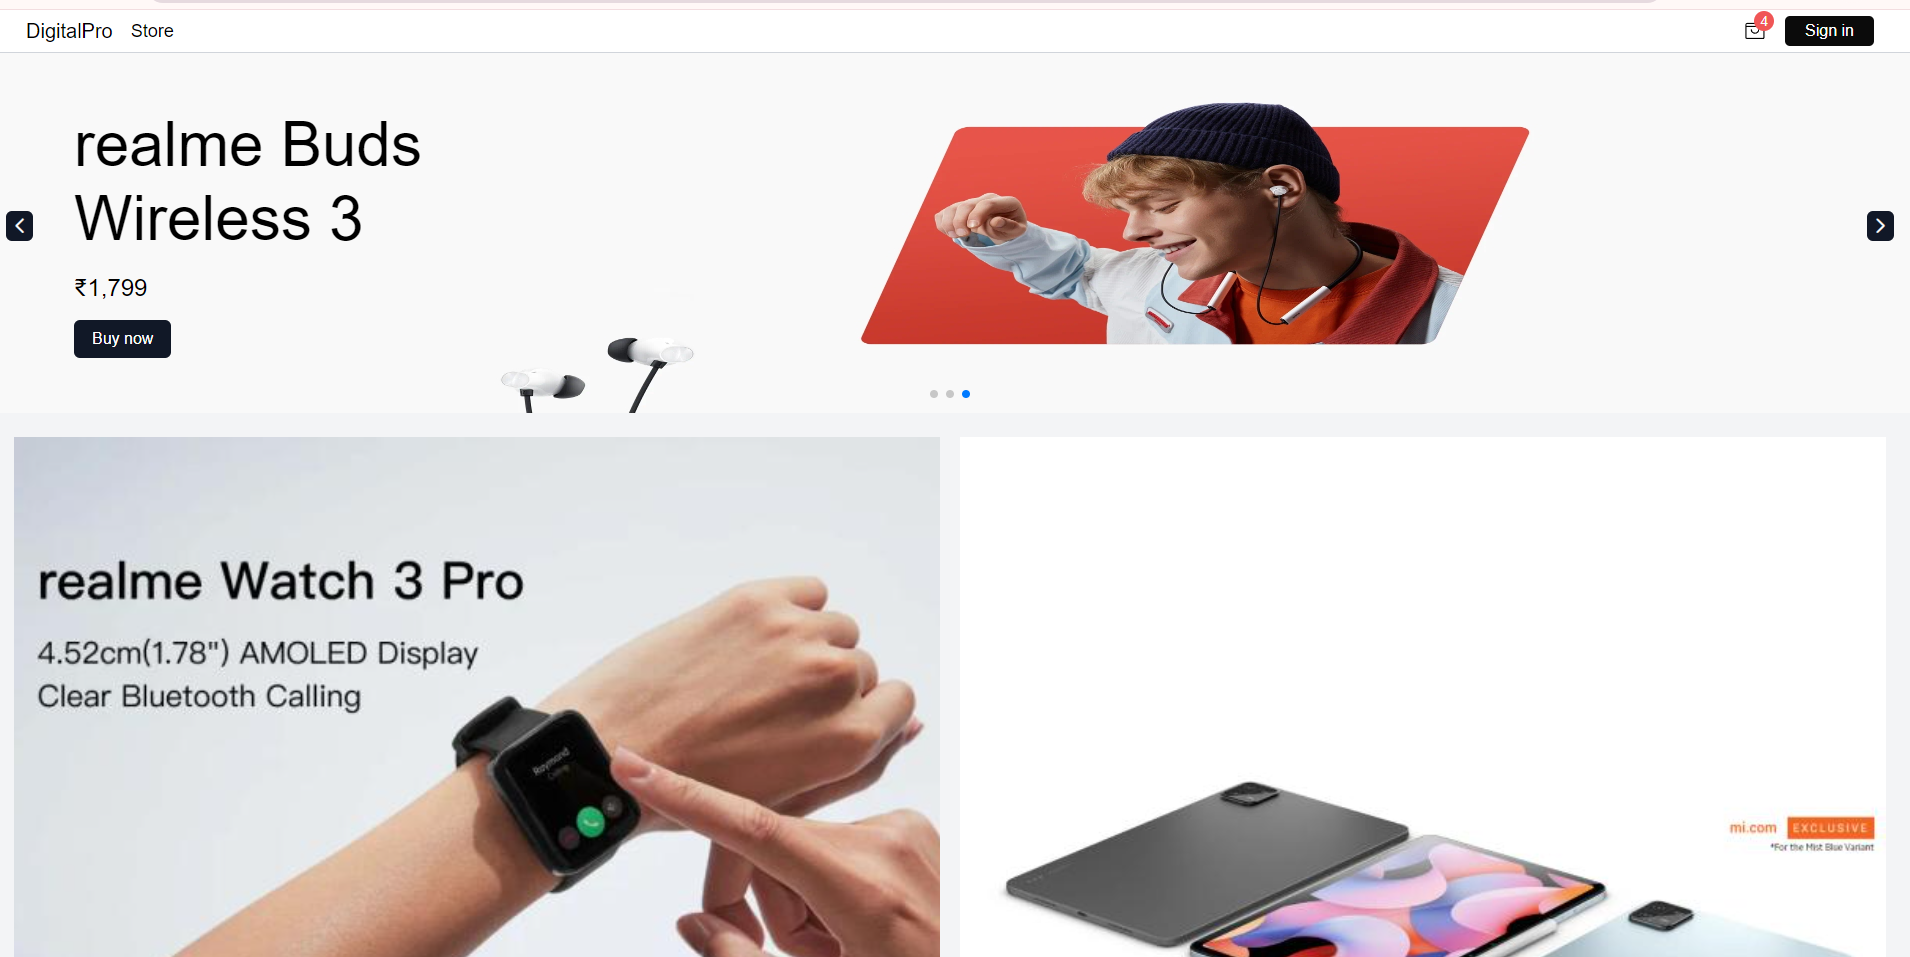 DigitalPro Store 4 Sign in
realme Buds
Wireless 3
₹1,799
Buy now
realme Watch 3 Pro
4.52cm(1.78") AMOLED Display
Clear Bluetooth Calling
Raymond
mi.com EXCLUSIVE
*For the Mist Blue Variant